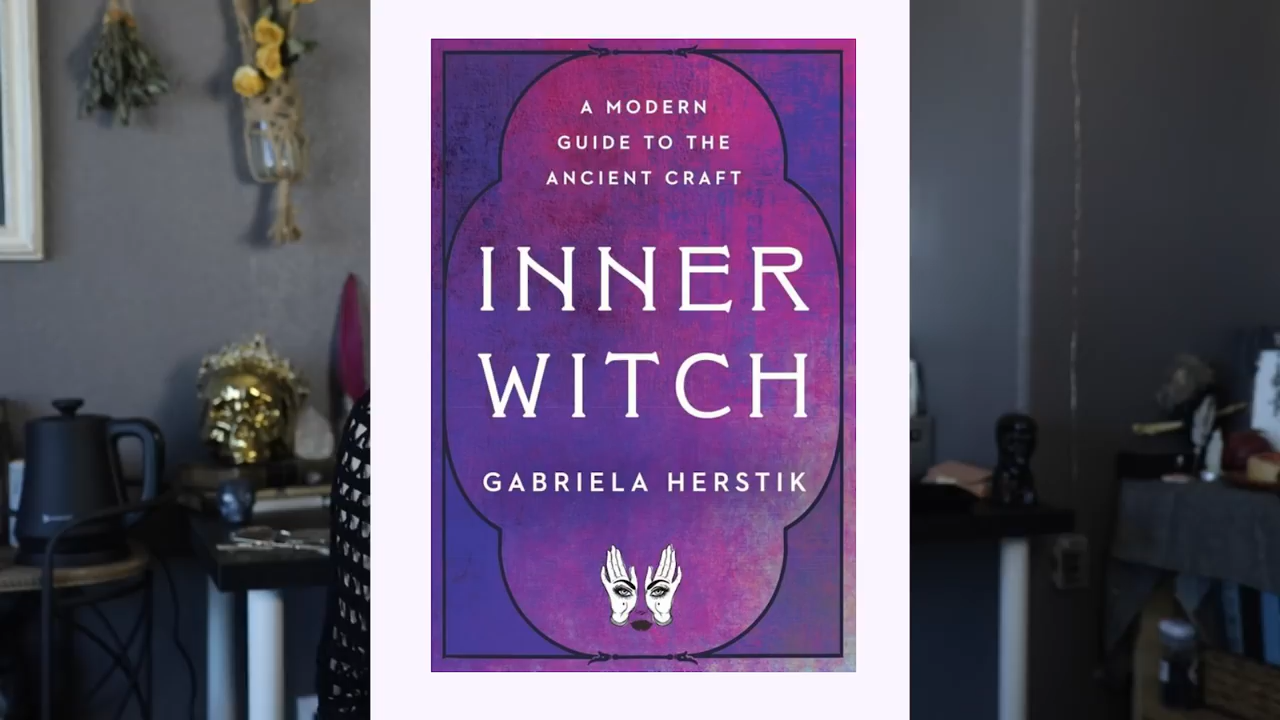 A MODERN
GUIDE TO THE
ANCIENT CRAFT
INNER
WITCH
GABRIELA HERSTIK